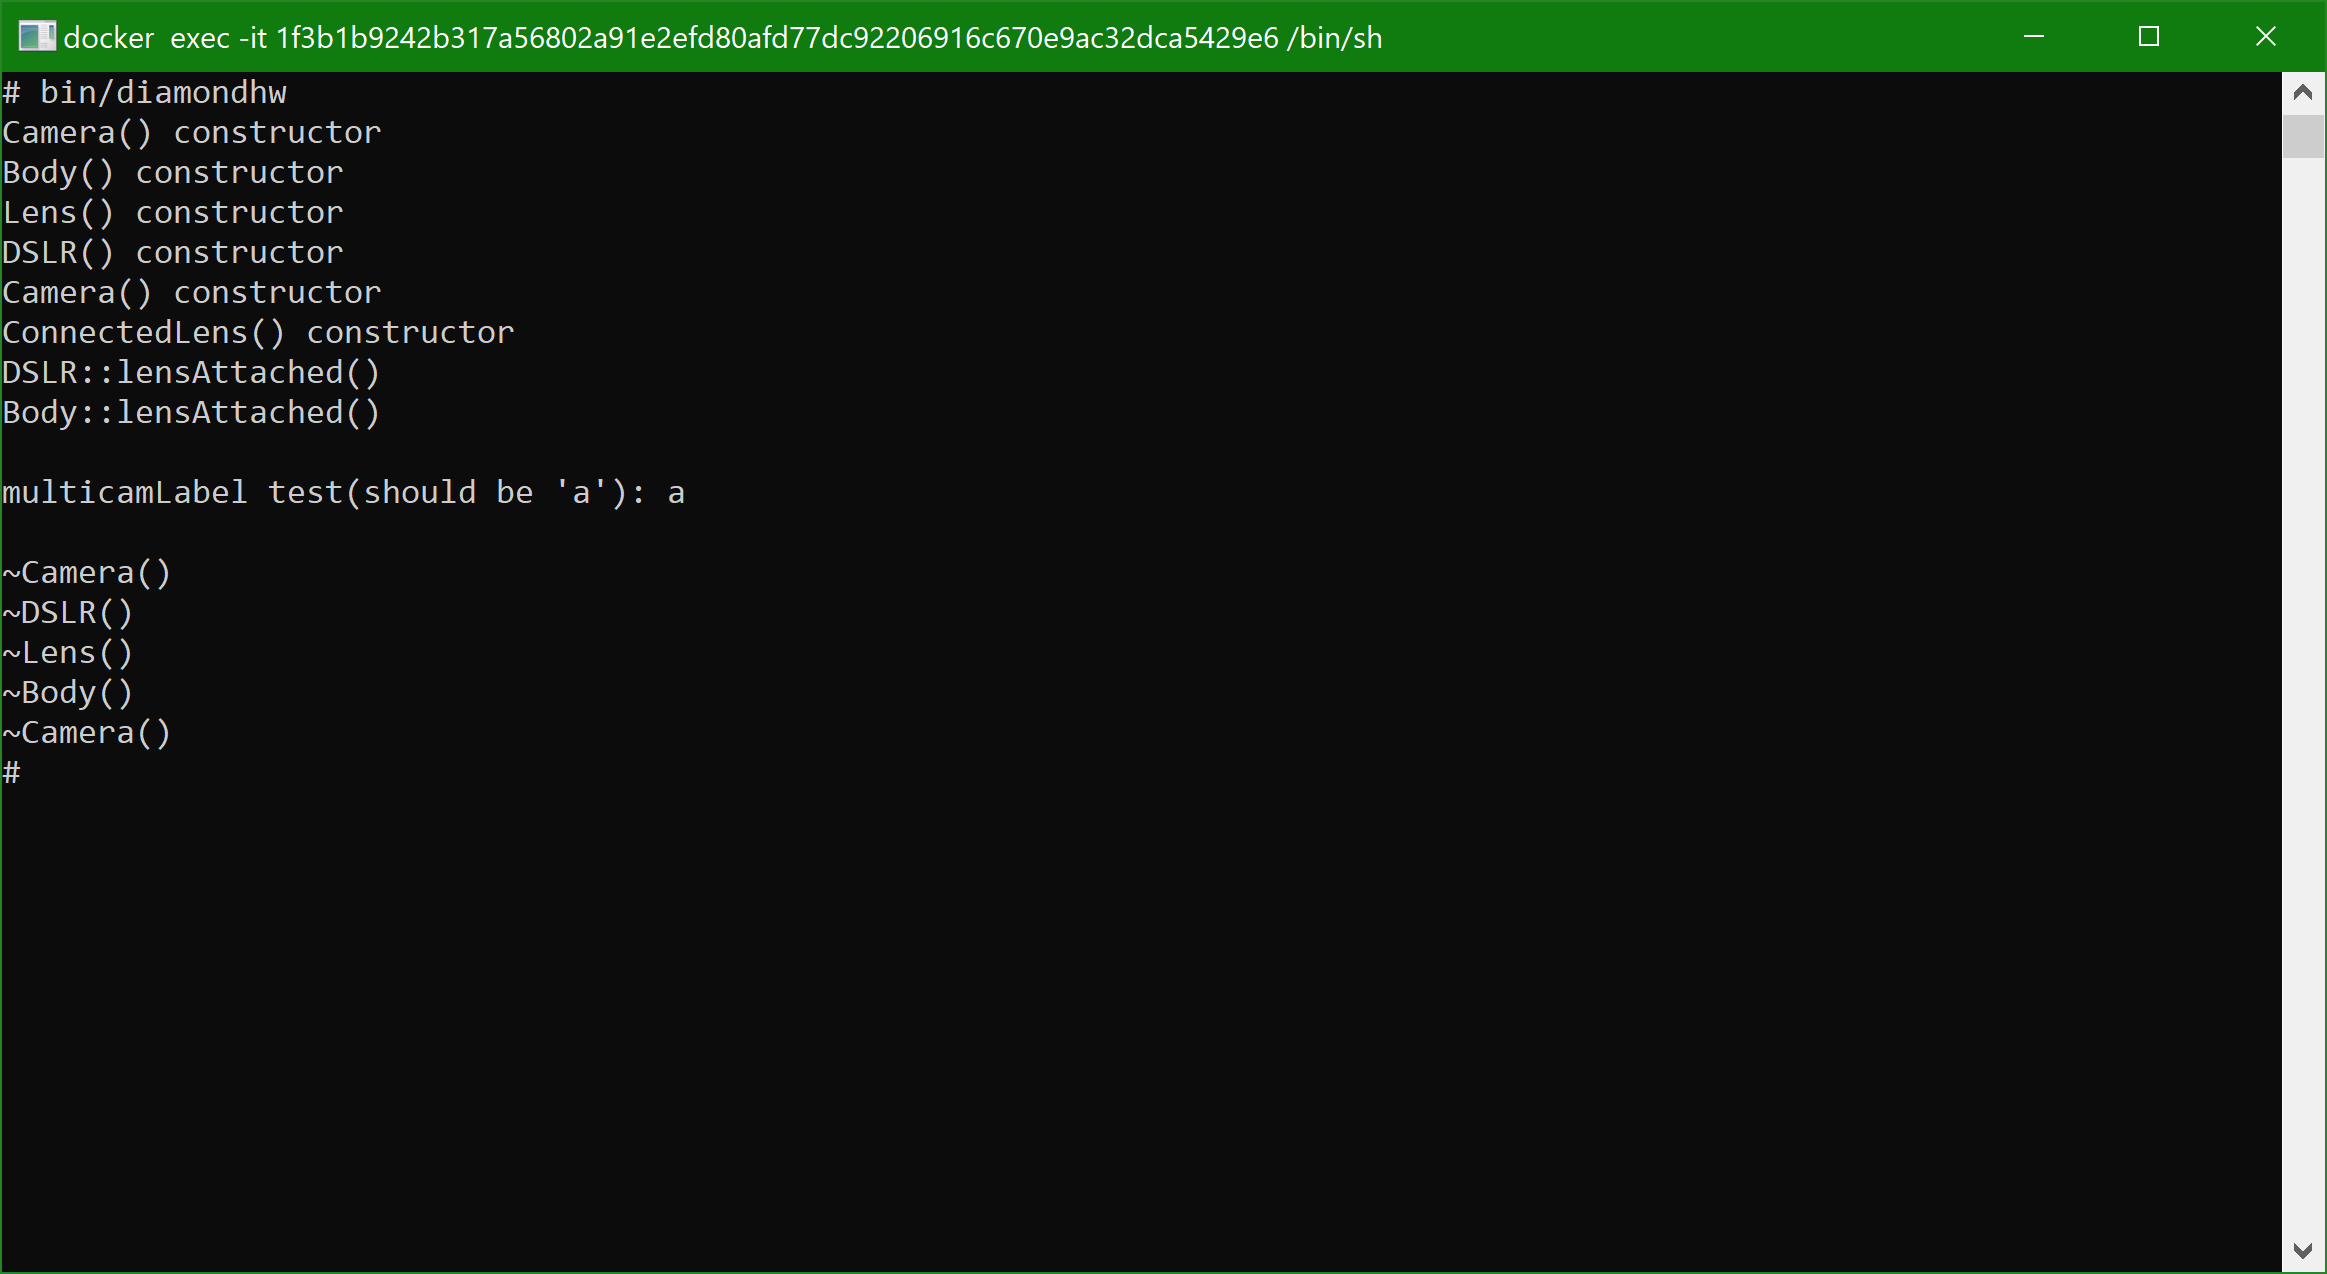 docker  exec -it 1f3b1b9242b317a56802a91e2efd80afd77dc92206916c670e9ac32dca5429e6 /bin/sh
# bin/diamondhw
Camera() constructor
Body() constructor
Lens() constructor
DSLR() constructor
Camera() constructor
ConnectedLens() constructor
DSLR::lensAttached()
Body::lensAttached()
multicamLabel test(should be 'a'): a
~Camera()
~DSLR()
~Lens()
~Body()
~Camera()
#